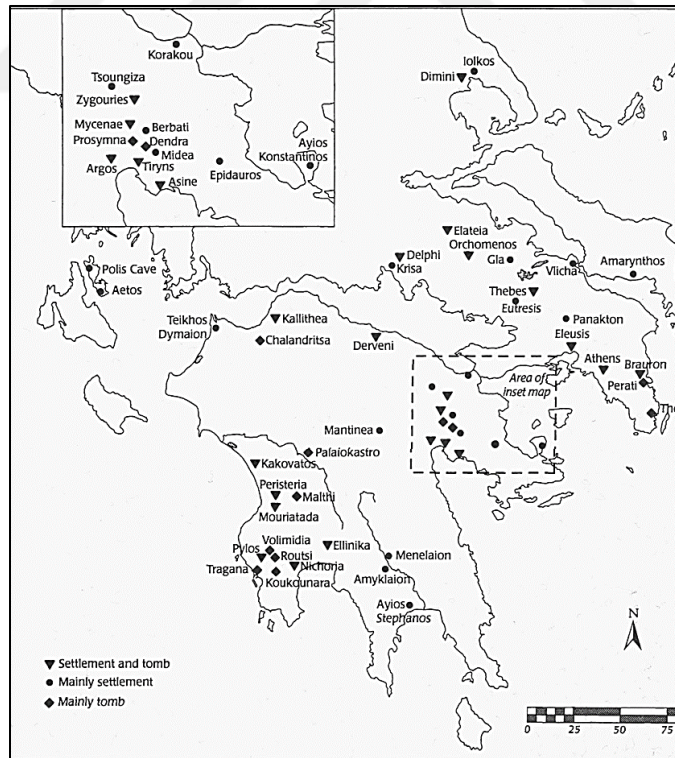 Korakou
Tsoungiza
Zygouries
Mycenae
Berbati
Prosymna
Dendra
Midea
Argos
Tiryns
Asine
Epidauros
Ayios
Konstantinos
Iolkos
Dimini
Elateia
Orchomenos
Delphi
Krisa
Gla
Vlicha
Amarynthos
Thebes
Eutresis
Panakton
Eleusis
Athens
Brauron
Perati
Polis Cave
Aetos
Teikhos
Dymaion
Kallithea
Chalandritsa
Derveni
Area of
Inset map
Mantinea
Palaiokastro
Kakovatos
Peristeria
Malthi
Mouriatada
Volimidia
Pylos
Routsi
Ellinika
Nichoria
Tragana
Koukounara
Menelaion
Amyklaion
Ayios
Stephanos
N
Settlement and tomb
Mainly settlement
Mainly tomb
0 25 50 75